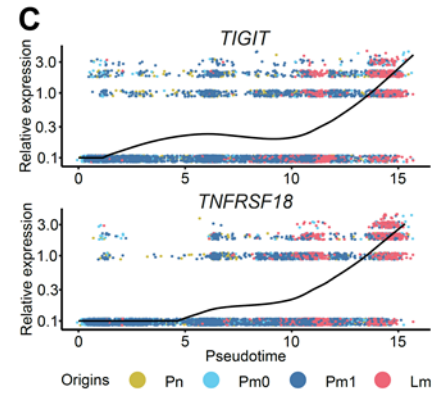 C
TIGIT
Relative expression
3.0
1.0
0.3
0.1
0 5 10 15
TNFRSF18
Relative expression
3.0
1.0
0.3
0.1
0 5 10 15
Pseudotime
Origins Pn Pm0 Pm1 Lm